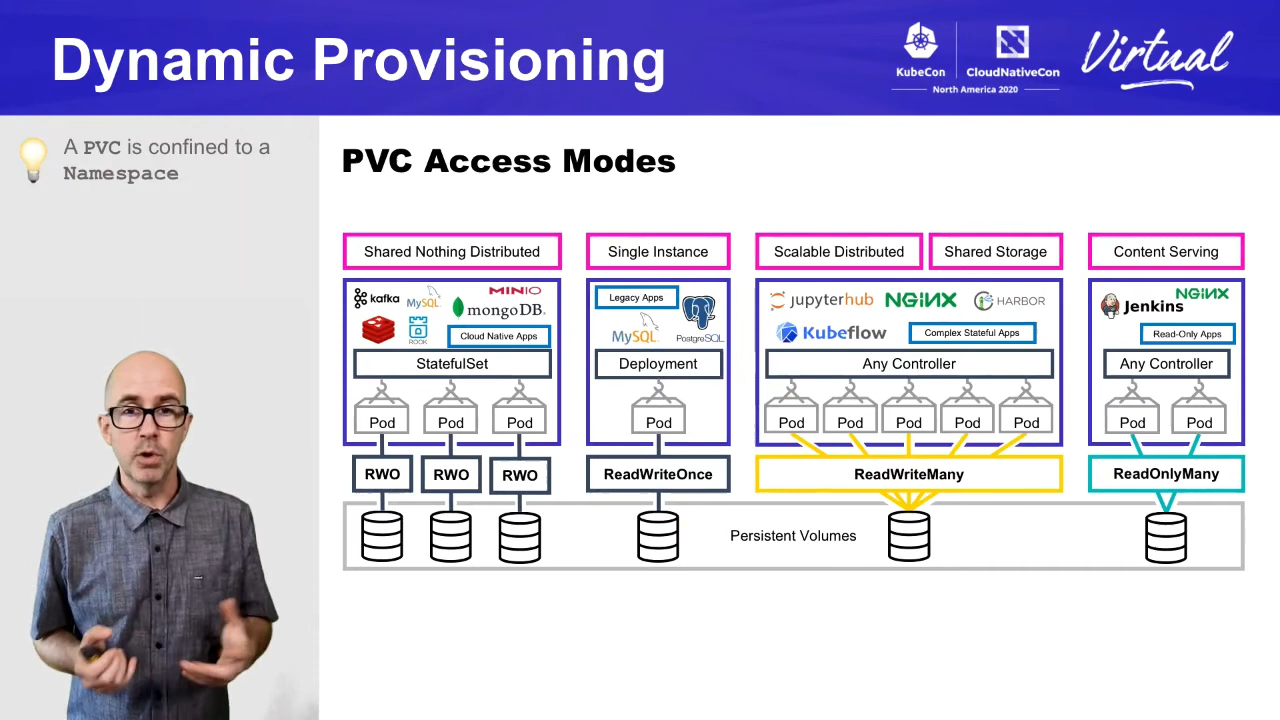 Dynamic Provisioning
KubeCon
CloudNativeCon
North America 2020
Virtual
A PVC is confined to a
Namespace
PVC Access Modes
Shared Nothing Distributed
Single Instance
Scalable Distributed
Shared Storage
Content Serving
kafka
MySQL
MINIO
mongoDB.
ROOK
Cloud Native Apps
StatefulSet
Pod
Pod
Pod
Legacy Apps
MySQL
PostgreSQL
Deployment
Pod
jupyterhub
NGINX
HARBOR
Kubeflow
Complex Stateful Apps
Any Controller
Pod
Pod
Pod
Pod
Pod
Jenkins
NGINX
Read-Only Apps
Any Controller
Pod
Pod
RWO
RWO
RWO
ReadWriteOnce
ReadWriteMany
ReadOnlyMany
Persistent Volumes